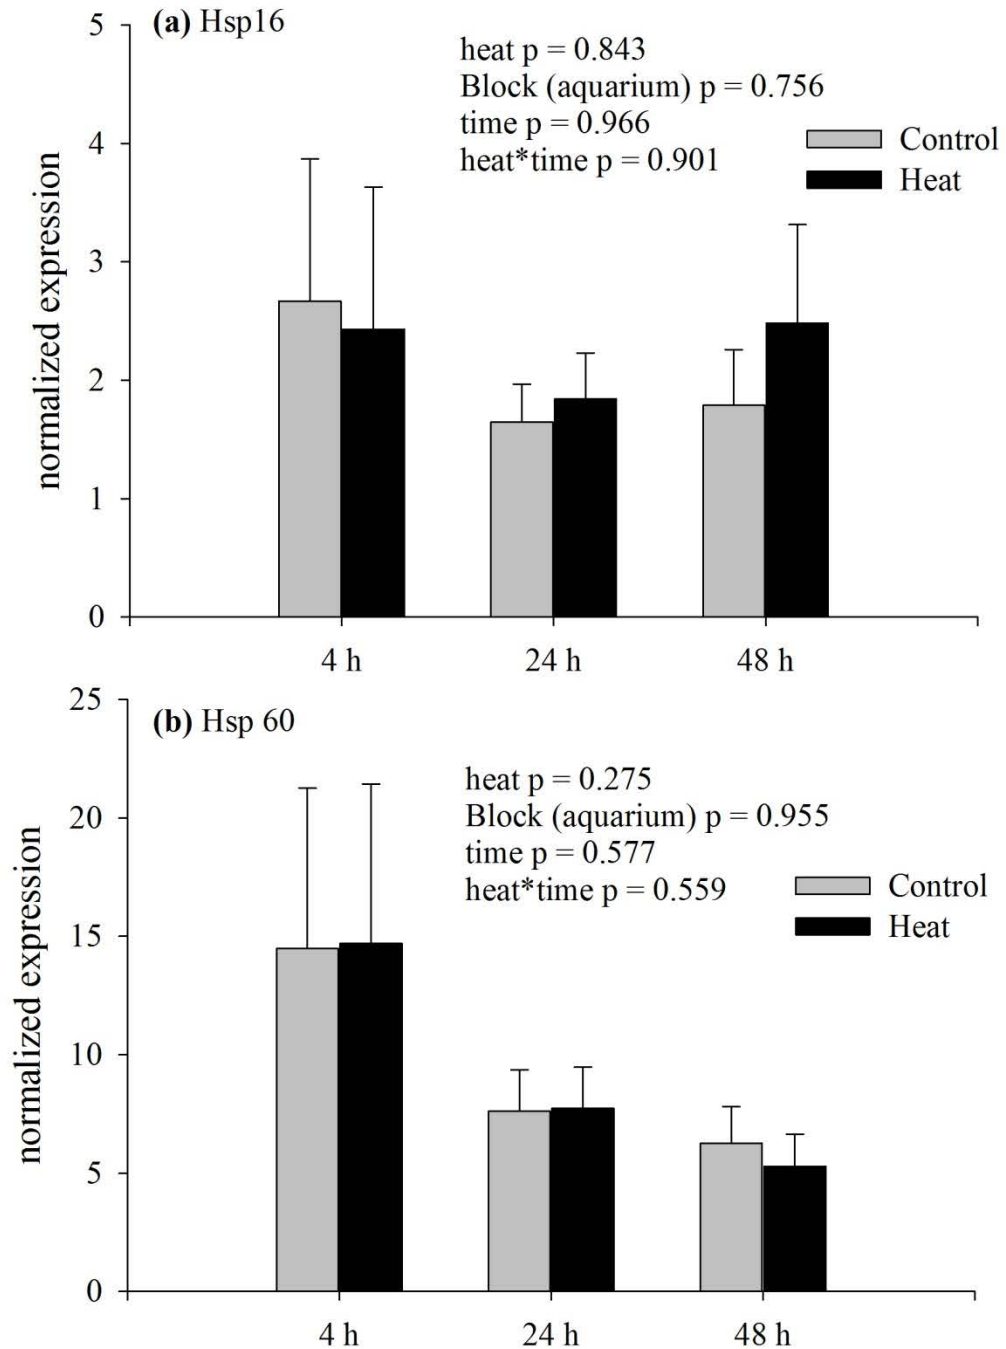 (a) Hsp16
heat p = 0.843
Block (aquarium) p = 0.756
time p = 0.966
heat*time p = 0.901
Control
Heat
normalized expression
5
4
3
2
1
0
4 h
24 h
48 h
(b) Hsp 60
heat p = 0.275
Block (aquarium) p = 0.955
time p = 0.577
heat*time p = 0.559
Control
Heat
normalized expression
25
20
15
10
5
0
4 h
24 h
48 h